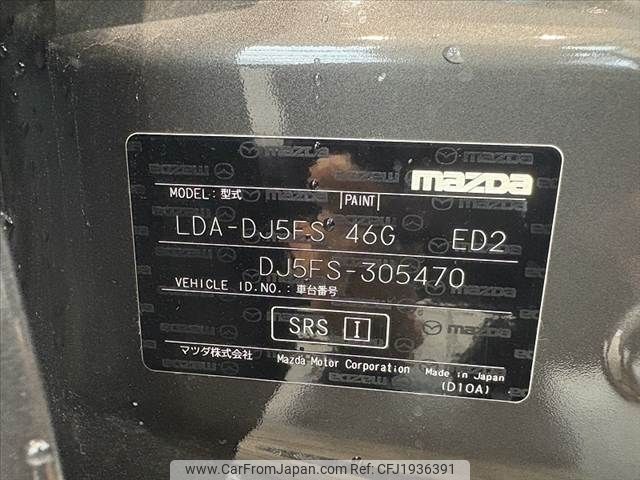 mazda
MODEL:型式 PAINT
LDA-DJ5FS 46G ED2
DJ5FS-305470
VEHICLE ID.NO.:車台番号
SRS I
マツダ株式会社 Mazda Motor Corporation Made in Japan
(D10A)
www.CarFromJapan.com - Ref: CFJ1936391